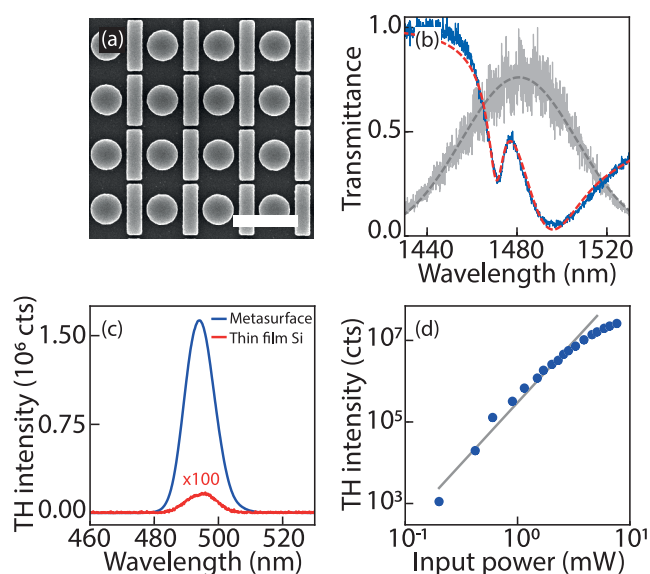 (a)
(b)
Transmittance
1.0
0.5
0.0
1440
1480
1520
Wavelength (nm)
(c)
TH intensity (10⁶ cts)
1.50
0.75
0.00
Metasurface
Thin film Si
x100
460
490
520
Wavelength (nm)
(d)
TH intensity (cts)
10⁷
10⁵
10³
10⁻¹
10⁰
10¹
Input power (mW)